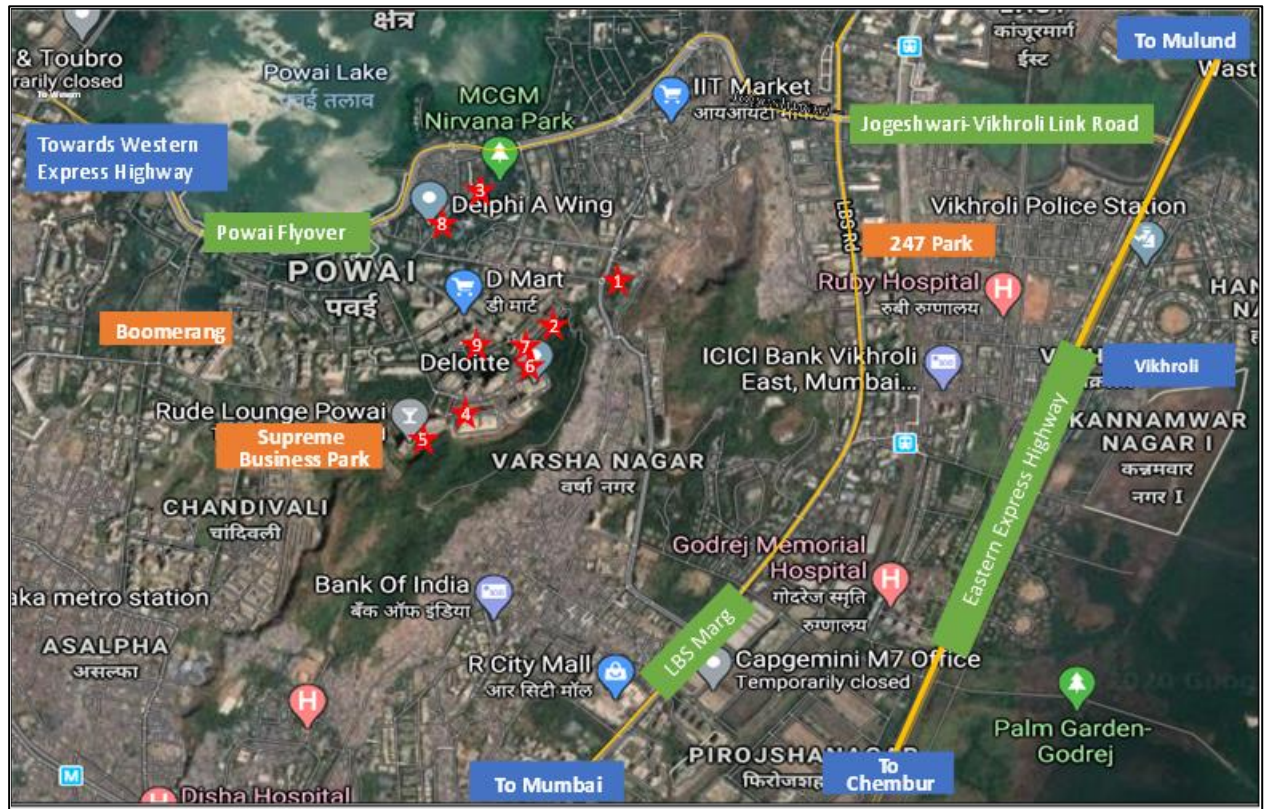 क्षेत्र
कांजूरमार्ग
ईस्ट
To Mulund
& Toubro
rarily closed
Powai Lake
पवई तलाव
MCGM
Nirvana Park
IIT Market
आयआयटी
Jogeshwari-Vikhroli Link Road
Towards Western
Express Highway
3
Delphi A Wing
8
Powai Flyover
LBS Rd
Vikhroli Police Station
247 Park
POWAI
पवई
D Mart
डी मार्ट
1
Ruby Hospital
रुबी रुग्णालय
H
Boomerang
2
9
7
Deloitte
6
ICICI Bank Vikhroli
East, Mumbai...
Vikhroli
Rude Lounge Powai
4
5
Supreme
Business Park
KANNAMWAR
NAGAR I
कन्नमवार
नगर I
VARSHA NAGAR
वर्षा नगर
CHANDIVALI
चांदिवली
Eastern Express Highway
Godrej Memorial
Hospital
गोदरेज स्मृति
रुग्णालय
H
Bank Of India
बँक ऑफ इंडिया
aka metro station
ASALPHA
असल्फा
LBS Marg
R City Mall
आर सिटी मॉल
Capgemini M7 Office
Temporarily closed
H
Palm Garden-
Godrej
PIROJSHANAGAR
To
Chembur
To Mumbai
M
H
Disha Hospital